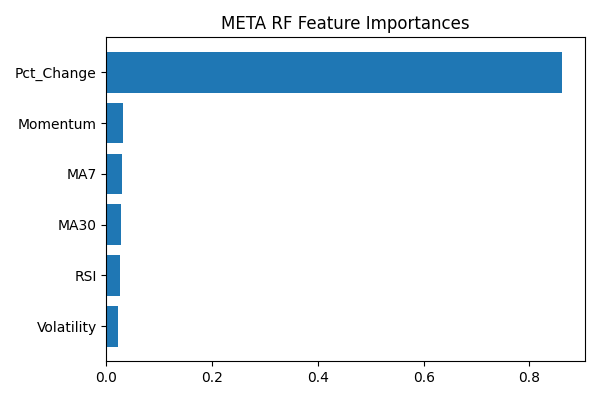 META RF Feature Importances
Pct_Change
Momentum
MA7
MA30
RSI
Volatility
0.0 0.2 0.4 0.6 0.8